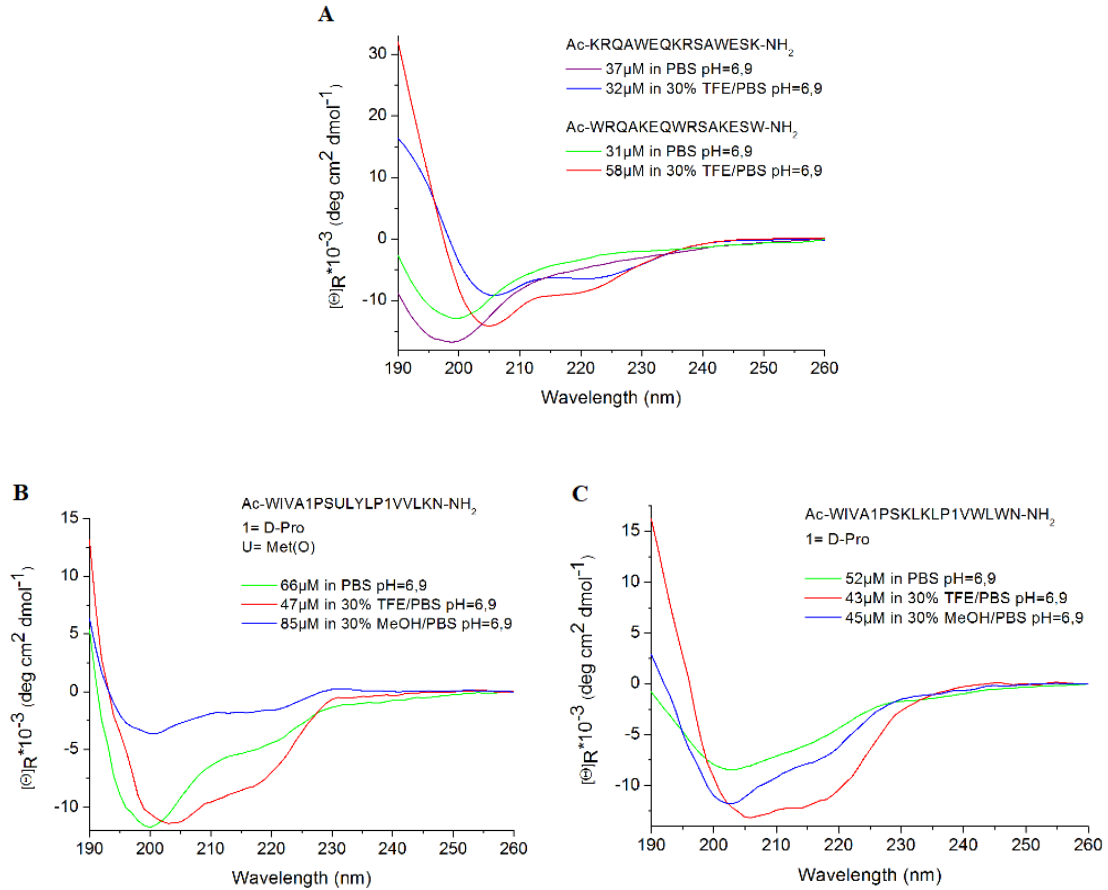 A
Ac-KRQAWEQKRSAWESK-NH₂
37µM in PBS pH=6,9
32µM in 30% TFE/PBS pH=6,9
Ac-WRQAKEQWRSAKESW-NH₂
31µM in PBS pH=6,9
58µM in 30% TFE/PBS pH=6,9
30
20
10
0
-10
[Θ]R*10⁻³ (deg cm² dmol⁻¹)
190 200 210 220 230 240 250 260
Wavelength (nm)
B
Ac-WIVA1PSULYLP1VVLKN-NH₂
1= D-Pro
U= Met(O)
66µM in PBS pH=6,9
47µM in 30% TFE/PBS pH=6,9
85µM in 30% MeOH/PBS pH=6,9
15
10
5
0
-5
-10
[Θ]R*10⁻³ (deg cm² dmol⁻¹)
190 200 210 220 230 240 250 260
Wavelength (nm)
C
Ac-WIVA1PSKLKLP1VWLWN-NH₂
1= D-Pro
52µM in PBS pH=6,9
43µM in 30% TFE/PBS pH=6,9
45µM in 30% MeOH/PBS pH=6,9
15
10
5
0
-5
-10
[Θ]R*10⁻³ (deg cm² dmol⁻¹)
190 200 210 220 230 240 250 260
Wavelength (nm)